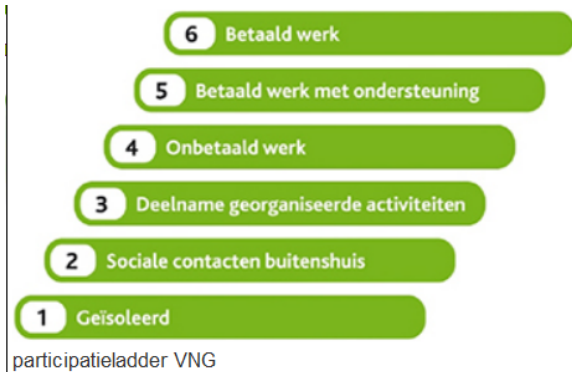 6 Betaald werk
5 Betaald werk met ondersteuning
4 Onbetaald werk
3 Deelname georganiseerde activiteiten
2 Sociale contacten buitenshuis
1 Geïsoleerd
participatieladder VNG